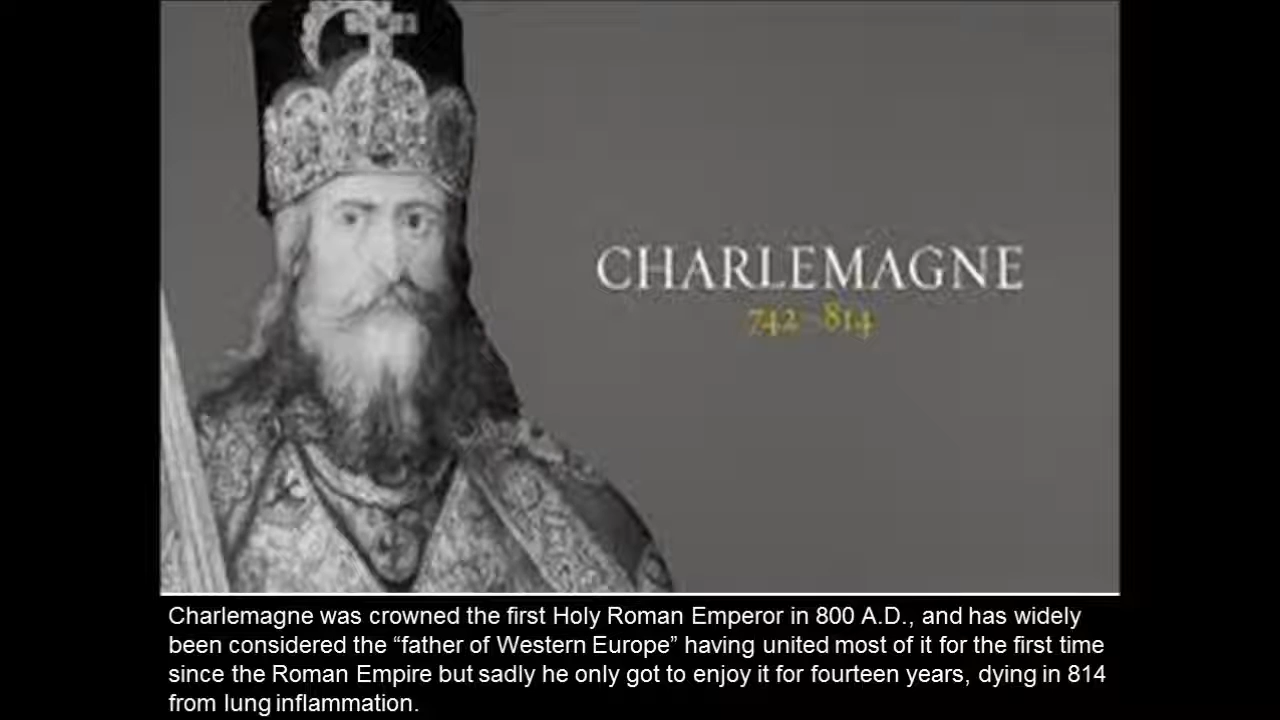 CHARLEMAGNE
742–814
Charlemagne was crowned the first Holy Roman Emperor in 800 A.D., and has widely
been considered the “father of Western Europe” having united most of it for the first time
since the Roman Empire but sadly he only got to enjoy it for fourteen years, dying in 814
from lung inflammation.